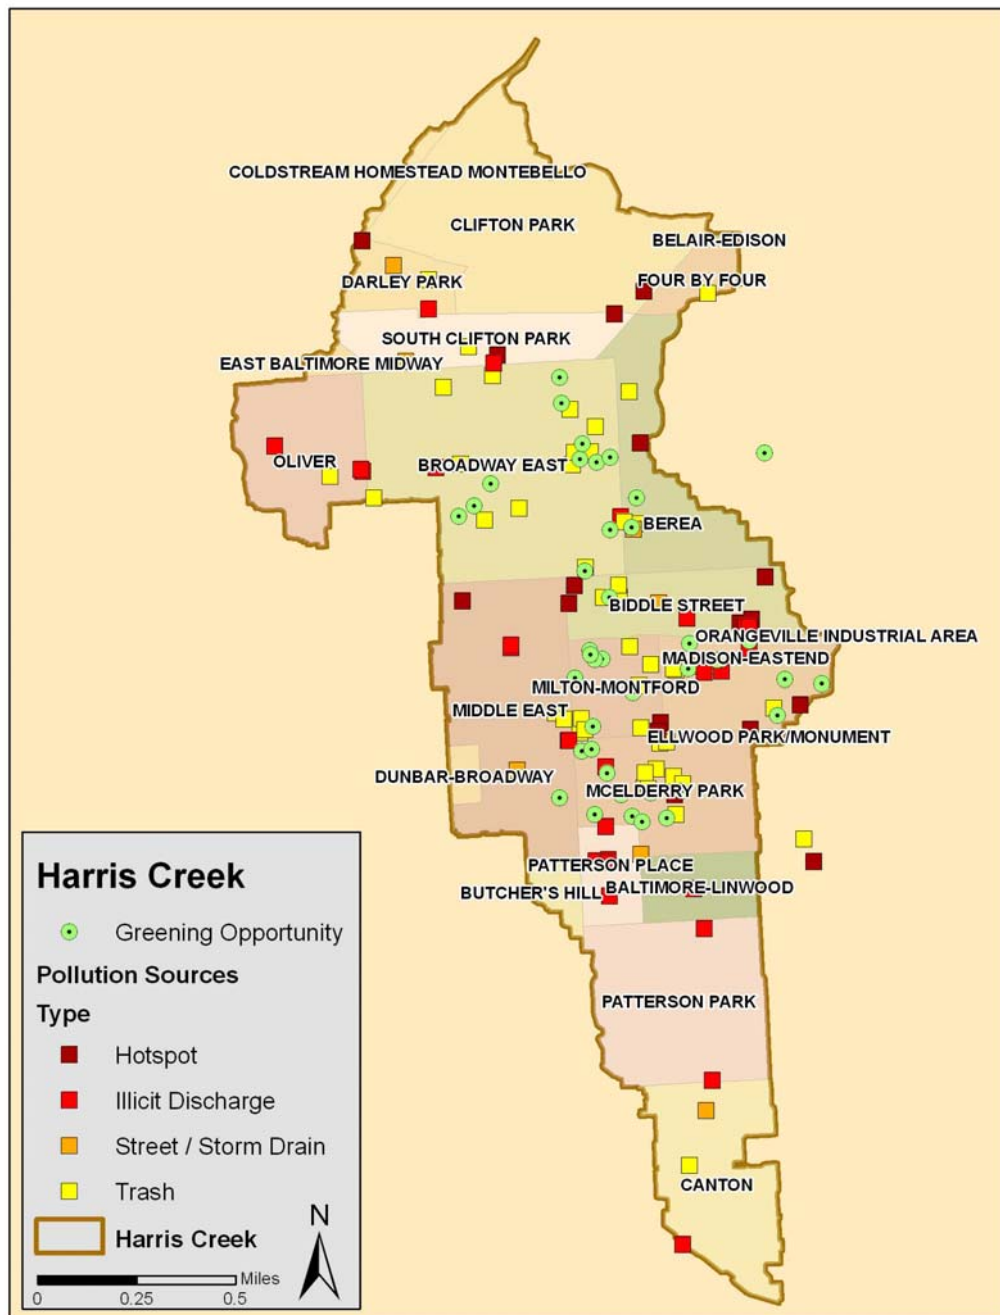 COLDSTREAM HOMESTEAD MONTEBELLO
CLIFTON PARK
BELAIR-EDISON
DARLEY PARK
FOUR BY FOUR
SOUTH CLIFTON PARK
EAST BALTIMORE MIDWAY
OLIVER
BROADWAY EAST
BEREA
BIDDLE STREET
ORANGEVILLE INDUSTRIAL AREA
MADISON-EASTEND
MILTON-MONTFORD
MIDDLE EAST
ELLWOOD PARK/MONUMENT
DUNBAR-BROADWAY
MCELDERRY PARK
PATTERSON PLACE
BUTCHER'S HILL
BALTIMORE-LINWOOD
PATTERSON PARK
CANTON
Harris Creek
Greening Opportunity
Pollution Sources
Type
Hotspot
Illicit Discharge
Street / Storm Drain
Trash
Harris Creek
N
Miles
0 0.25 0.5